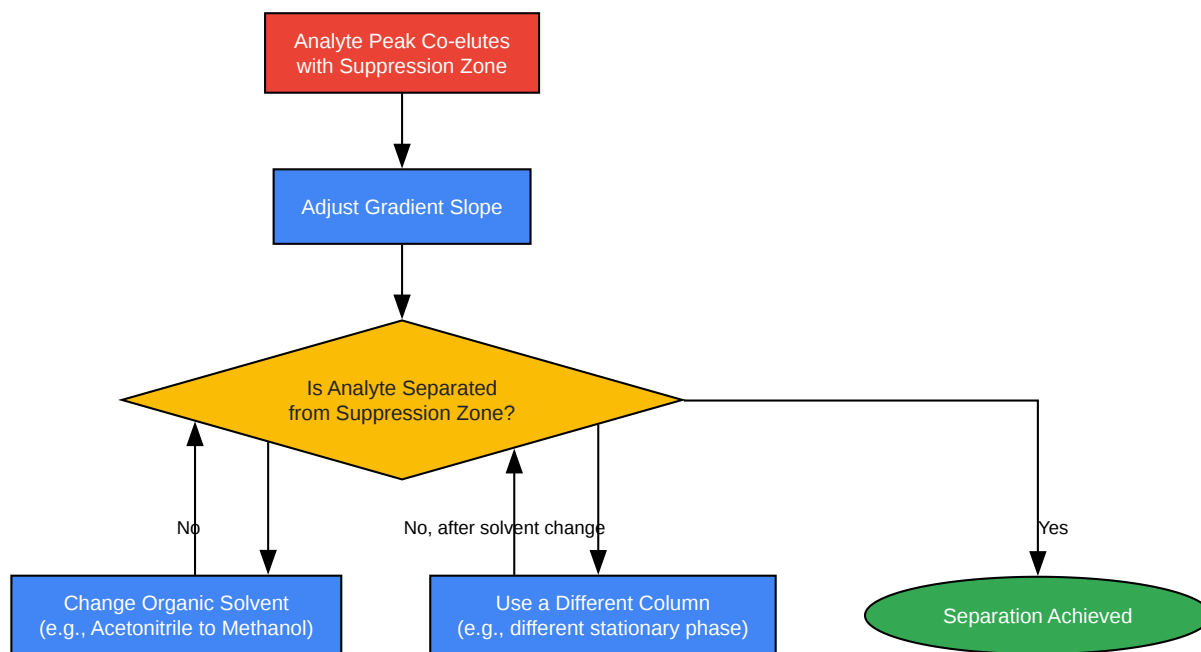 Analyte Peak Co-elutes
with Suppression Zone
Adjust Gradient Slope
Is Analyte Separated
from Suppression Zone?
No
No, after solvent change
Yes
Change Organic Solvent
(e.g., Acetonitrile to Methanol)
Use a Different Column
(e.g., different stationary phase)
Separation Achieved